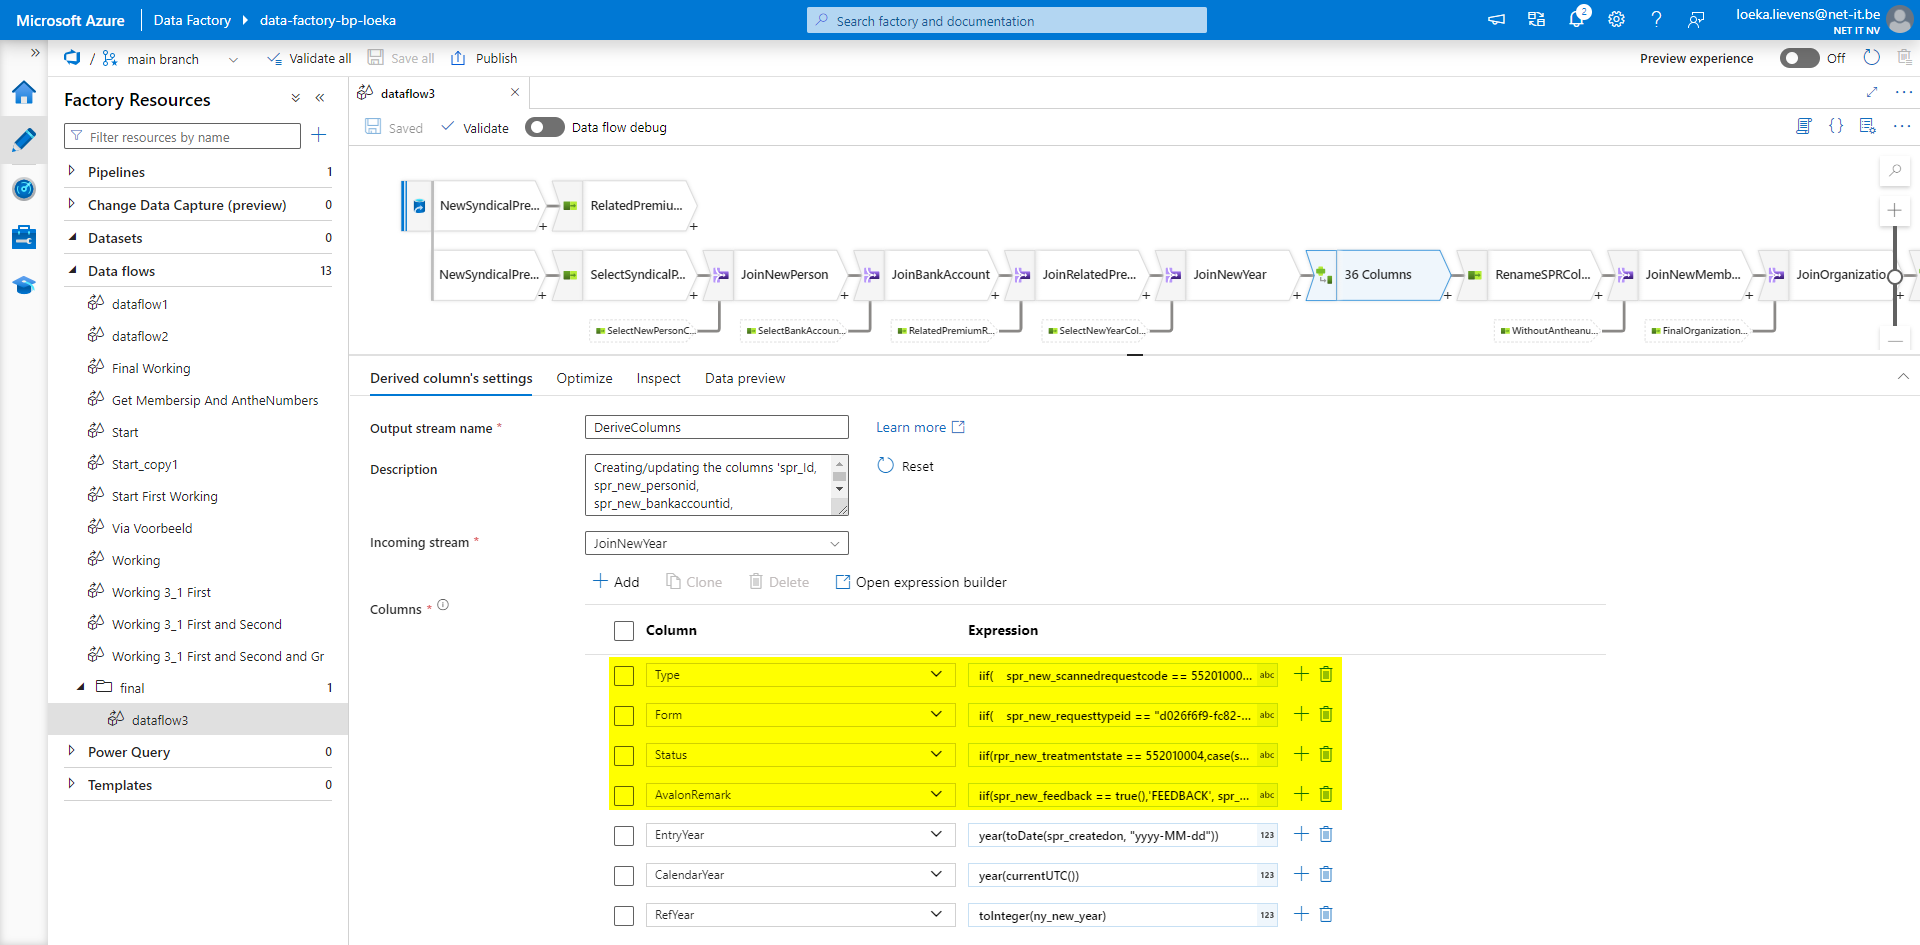 Microsoft Azure
Data Factory
data-factory-bp-loeka
Search factory and documentation
2
loeka.lievens@net-it.be
NET IT NV
/ main branch
Validate all
Save all
Publish
Preview experience
Off
Factory Resources
Filter resources by name
Pipelines 1
Change Data Capture (preview) 0
Datasets 0
Data flows 13
dataflow1
dataflow2
Final Working
Get Membersip And AntheNumbers
Start
Start_copy1
Start First Working
Via Voorbeeld
Working
Working 3_1 First
Working 3_1 First and Second
Working 3_1 First and Second and Gr
final 1
dataflow3
Power Query 0
Templates 0
dataflow3
Saved
Validate
Data flow debug
{}
NewSyndicalPre...
RelatedPremiu...
NewSyndicalPre...
SelectSyndicalP...
JoinNewPerson
JoinBankAccount
JoinRelatedPre...
JoinNewYear
36 Columns
RenameSPRCol...
JoinNewMemb...
JoinOrganizatio
SelectNewPersonC...
SelectBankAccoun...
RelatedPremiumR...
SelectNewYearCol...
WithoutAntheanu...
FinalOrganization...
Derived column's settings
Optimize
Inspect
Data preview
Output stream name *
DeriveColumns
Learn more
Description
Creating/updating the columns 'spr_Id,
spr_new_personid,
spr_new_bankaccountid,
Reset
Incoming stream *
JoinNewYear
Add
Clone
Delete
Open expression builder
Columns *
Column
Expression
Type
iif( spr_new_scannedrequestcode == 55201000... abc
Form
iif( spr_new_requesttypeid == "d026f6f9-fc82-... abc
Status
iif(rpr_new_treatmentstate == 552010004,case(s... abc
AvalonRemark
iif(spr_new_feedback == true(),'FEEDBACK', spr_... abc
EntryYear
year(toDate(spr_createdon, "yyyy-MM-dd")) 123
CalendarYear
year(currentUTC()) 123
RefYear
toInteger(ny_new_year) 123